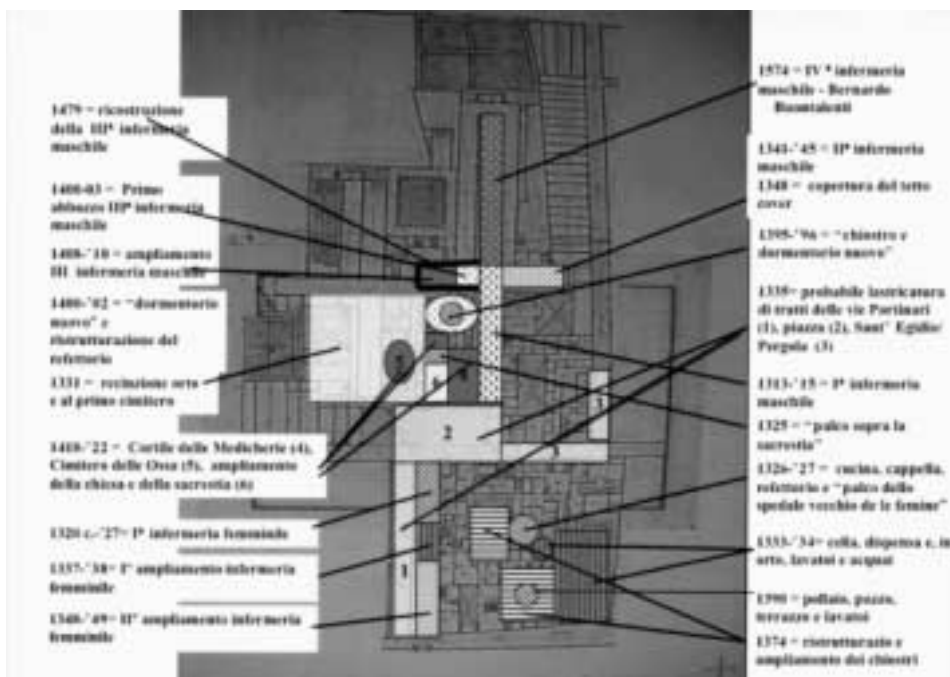 1479 = ricostruzione
della III* infermeria
maschile
1400-03 = Primo
abbozzo III* infermeria
maschile
1408-'10 = ampliamento
III infermeria maschile
1400-'02 = "dormentorio
nuovo" e
ristrutturazione del
refettorio
1331 = recinzione orto
e al primo cimitero
1418-'22 = Cortile delle Medicherie (4),
Cimitero delle Ossa (5), ampliamento
della chiesa e della sacrestia (6)
1320 c.-'27= I* infermeria femminile
1337-'38= I° ampliamento infermeria
femminile
1348-'49= II° ampliamento infermeria
femminile
1574 = IV* infermeria
maschile - Bernardo
Buontalenti
1341-'45 = II* infermeria
maschile
1348 = copertura del tetto
1395-'96 = "chiostro e
dormentorio nuovo"
1335= probabile lastricatura
di tratti delle vie Portinari
(1), piazza (2), Sant' Egidio/
Pergola (3)
1313-'15 = I* infermeria
maschile
1325 = "palco sopra la
sacrestia"
1326-'27 = cucina, cappella,
refettorio e "palco dello
spedale vecchio de le femine"
1333-'34= cella, dispensa e, in
orto, lavatoi e acquai
1390 = pollaio, pozzo,
terrazzo e lavatoi
1374 = ristrutturazio e
ampliamento dei chiostri
5
6
4
2
3
3
1